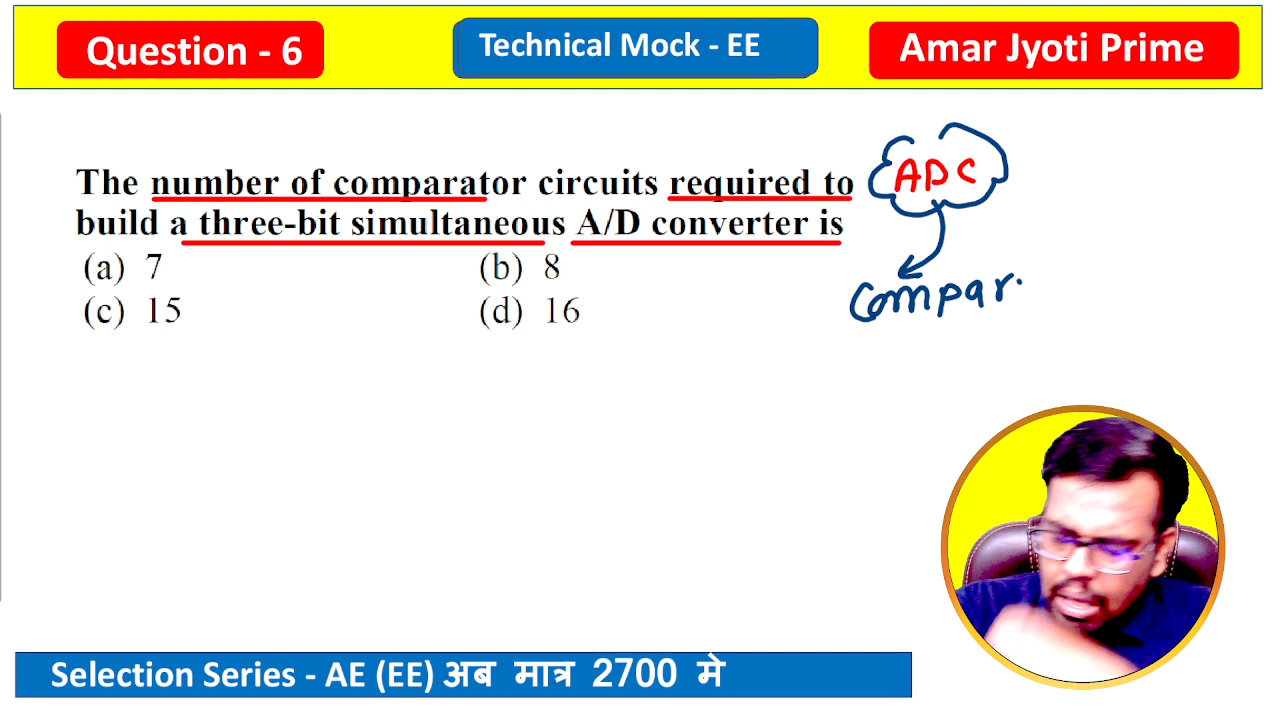 Question - 6
Technical Mock - EE
Amar Jyoti Prime
The number of comparator circuits required to
build a three-bit simultaneous A/D converter is
(a) 7
(b) 8
(c) 15
(d) 16
ADC
Compar.
Selection Series - AE (EE) अब मात्र 2700 मे